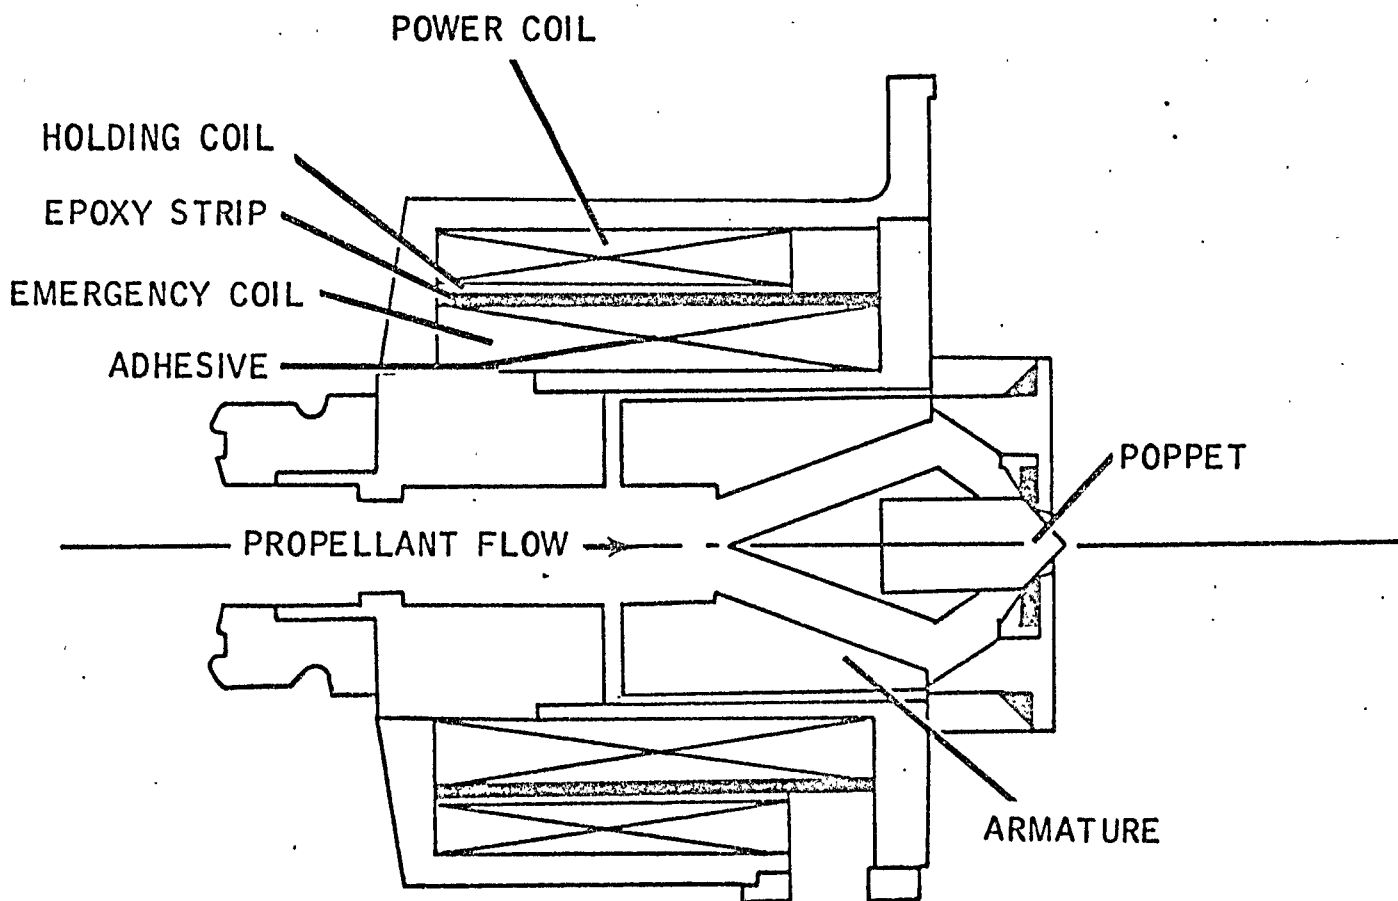 POWER COIL
HOLDING COIL
EPOXY STRIP
EMERGENCY COIL
ADHESIVE
POPPET
PROPELLANT FLOW
ARMATURE